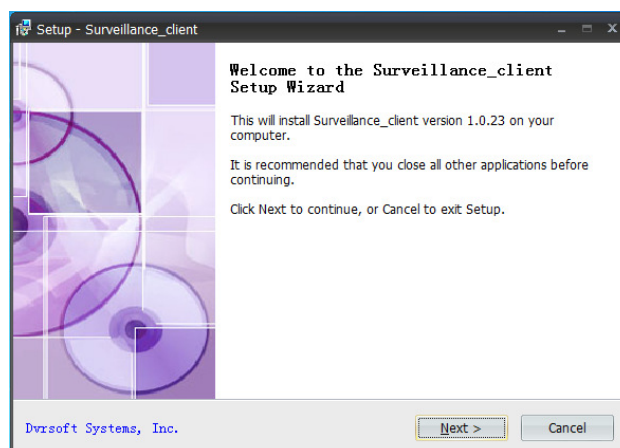 Setup - Surveillance_client
Welcome to the Surveillance_client
Setup Wizard
This will install Surveillance_client version 1.0.23 on your
computer.
It is recommended that you close all other applications before
continuing.
Click Next to continue, or Cancel to exit Setup.
Dvrsoft Systems, Inc.
Next >
Cancel